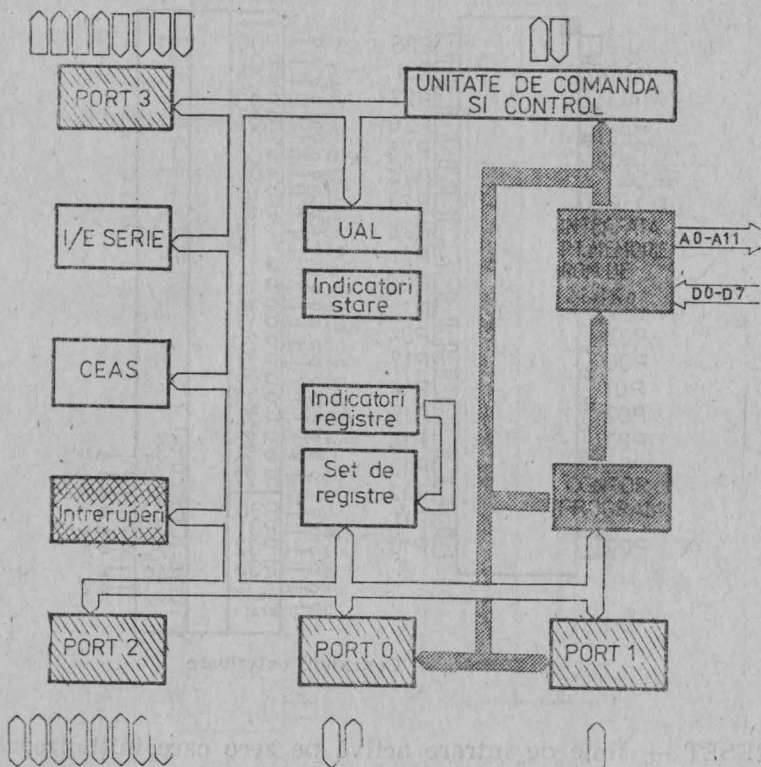 PORT 3
UNITATE DE COMANDA
SI CONTROL
I/E SERIE
UAL
A0-A11
Indicatori
stare
D0-D7
CEAS
Indicatori
registre
Set de
registre
Intreruperi
PORT 2
PORT 0
PORT 1